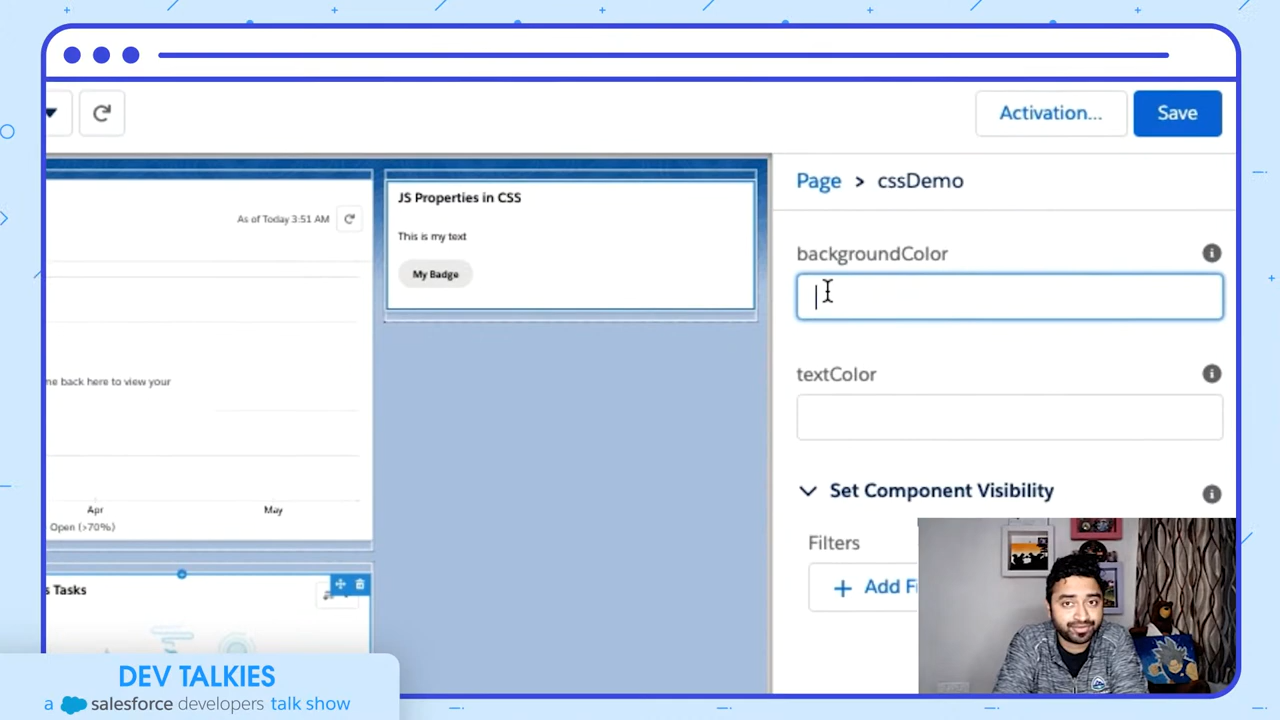 Activation...
Save
Page > cssDemo
As of Today 3:51 AM
JS Properties in CSS
This is my text
My Badge
backgroundColor
textColor
me back here to view your
Apr
May
Open (>70%)
Set Component Visibility
Filters
+ Add Fi
s Tasks
DEV TALKIES
a salesforce developers talk show